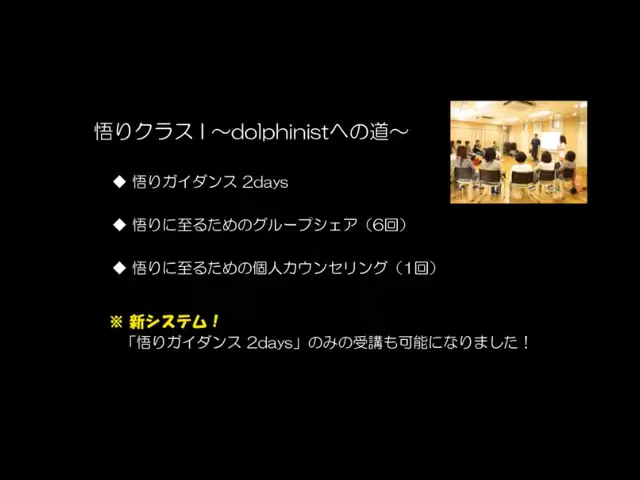 悟りクラスⅠ～dolphinistへの道～
◆ 悟りガイダンス 2days
◆ 悟りに至るためのグループシェア（6回）
◆ 悟りに至るための個人カウンセリング（1回）
※ 新システム！
「悟りガイダンス 2days」のみの受講も可能になりました！